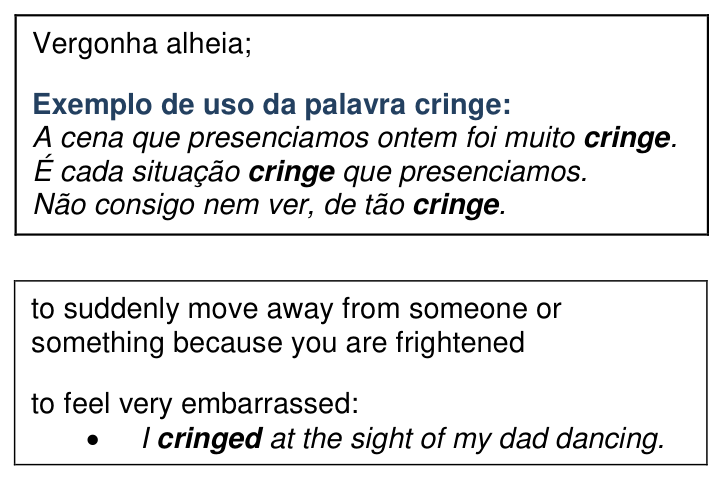 Vergonha alheia;
Exemplo de uso da palavra cringe:
A cena que presenciamos ontem foi muito cringe.
É cada situação cringe que presenciamos.
Não consigo nem ver, de tão cringe.
to suddenly move away from someone or
something because you are frightened
to feel very embarrassed:
• I cringed at the sight of my dad dancing.